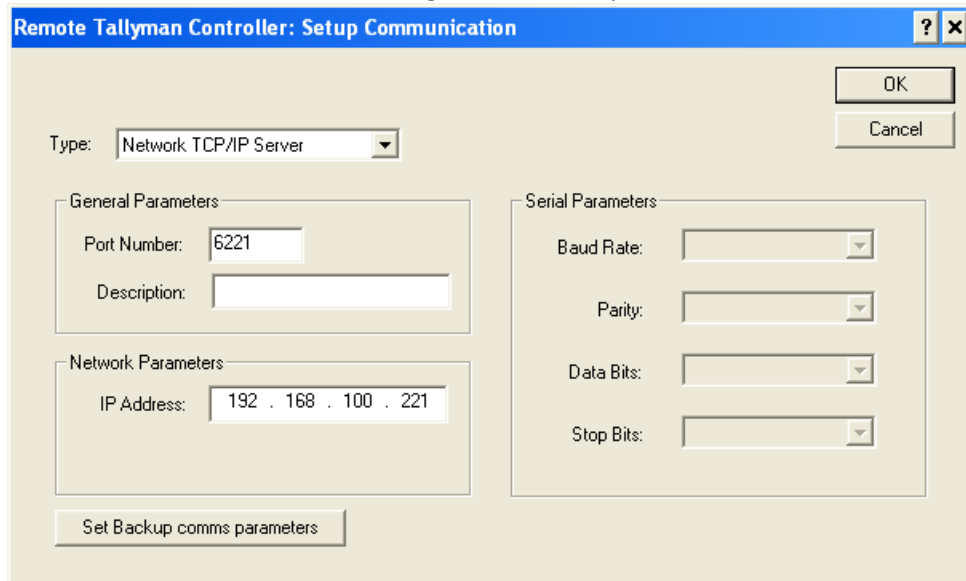 Remote Tallyman Controller: Setup Communication
? x
OK
Cancel
Type: Network TCP/IP Server
General Parameters
Port Number: 6221
Description:
Network Parameters
IP Address: 192 . 168 . 100 . 221
Set Backup comms parameters
Serial Parameters
Baud Rate:
Parity:
Data Bits:
Stop Bits: